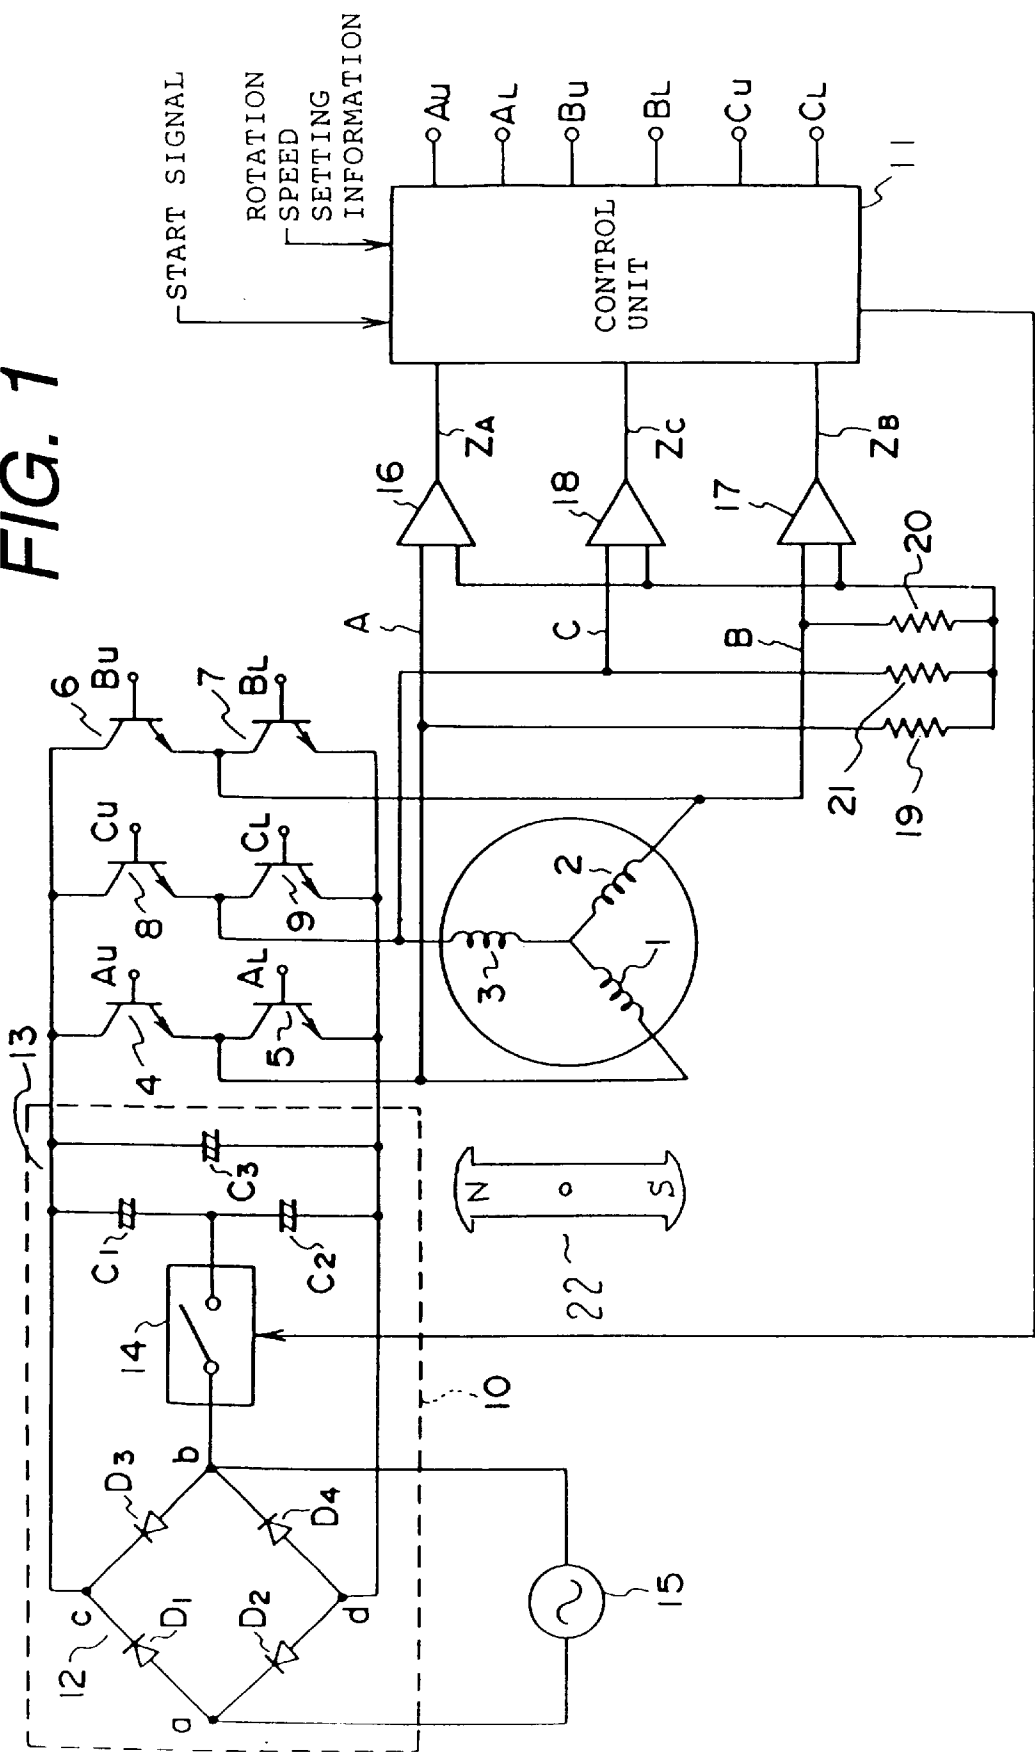 FIG. 1
START SIGNAL
ROTATION
SPEED
SETTING
INFORMATION
13
6
BU
7
BL
CU
8
CL
9
AU
4
AL
5
C1
C2
C3
14
10
D3
b
D4
c
12
D1
D2
d
a
15
N
S
22
3
2
1
A
C
B
16
18
17
ZA
ZC
ZB
20
21
19
CONTROL
UNIT
11
AU
AL
BU
BL
CU
CL